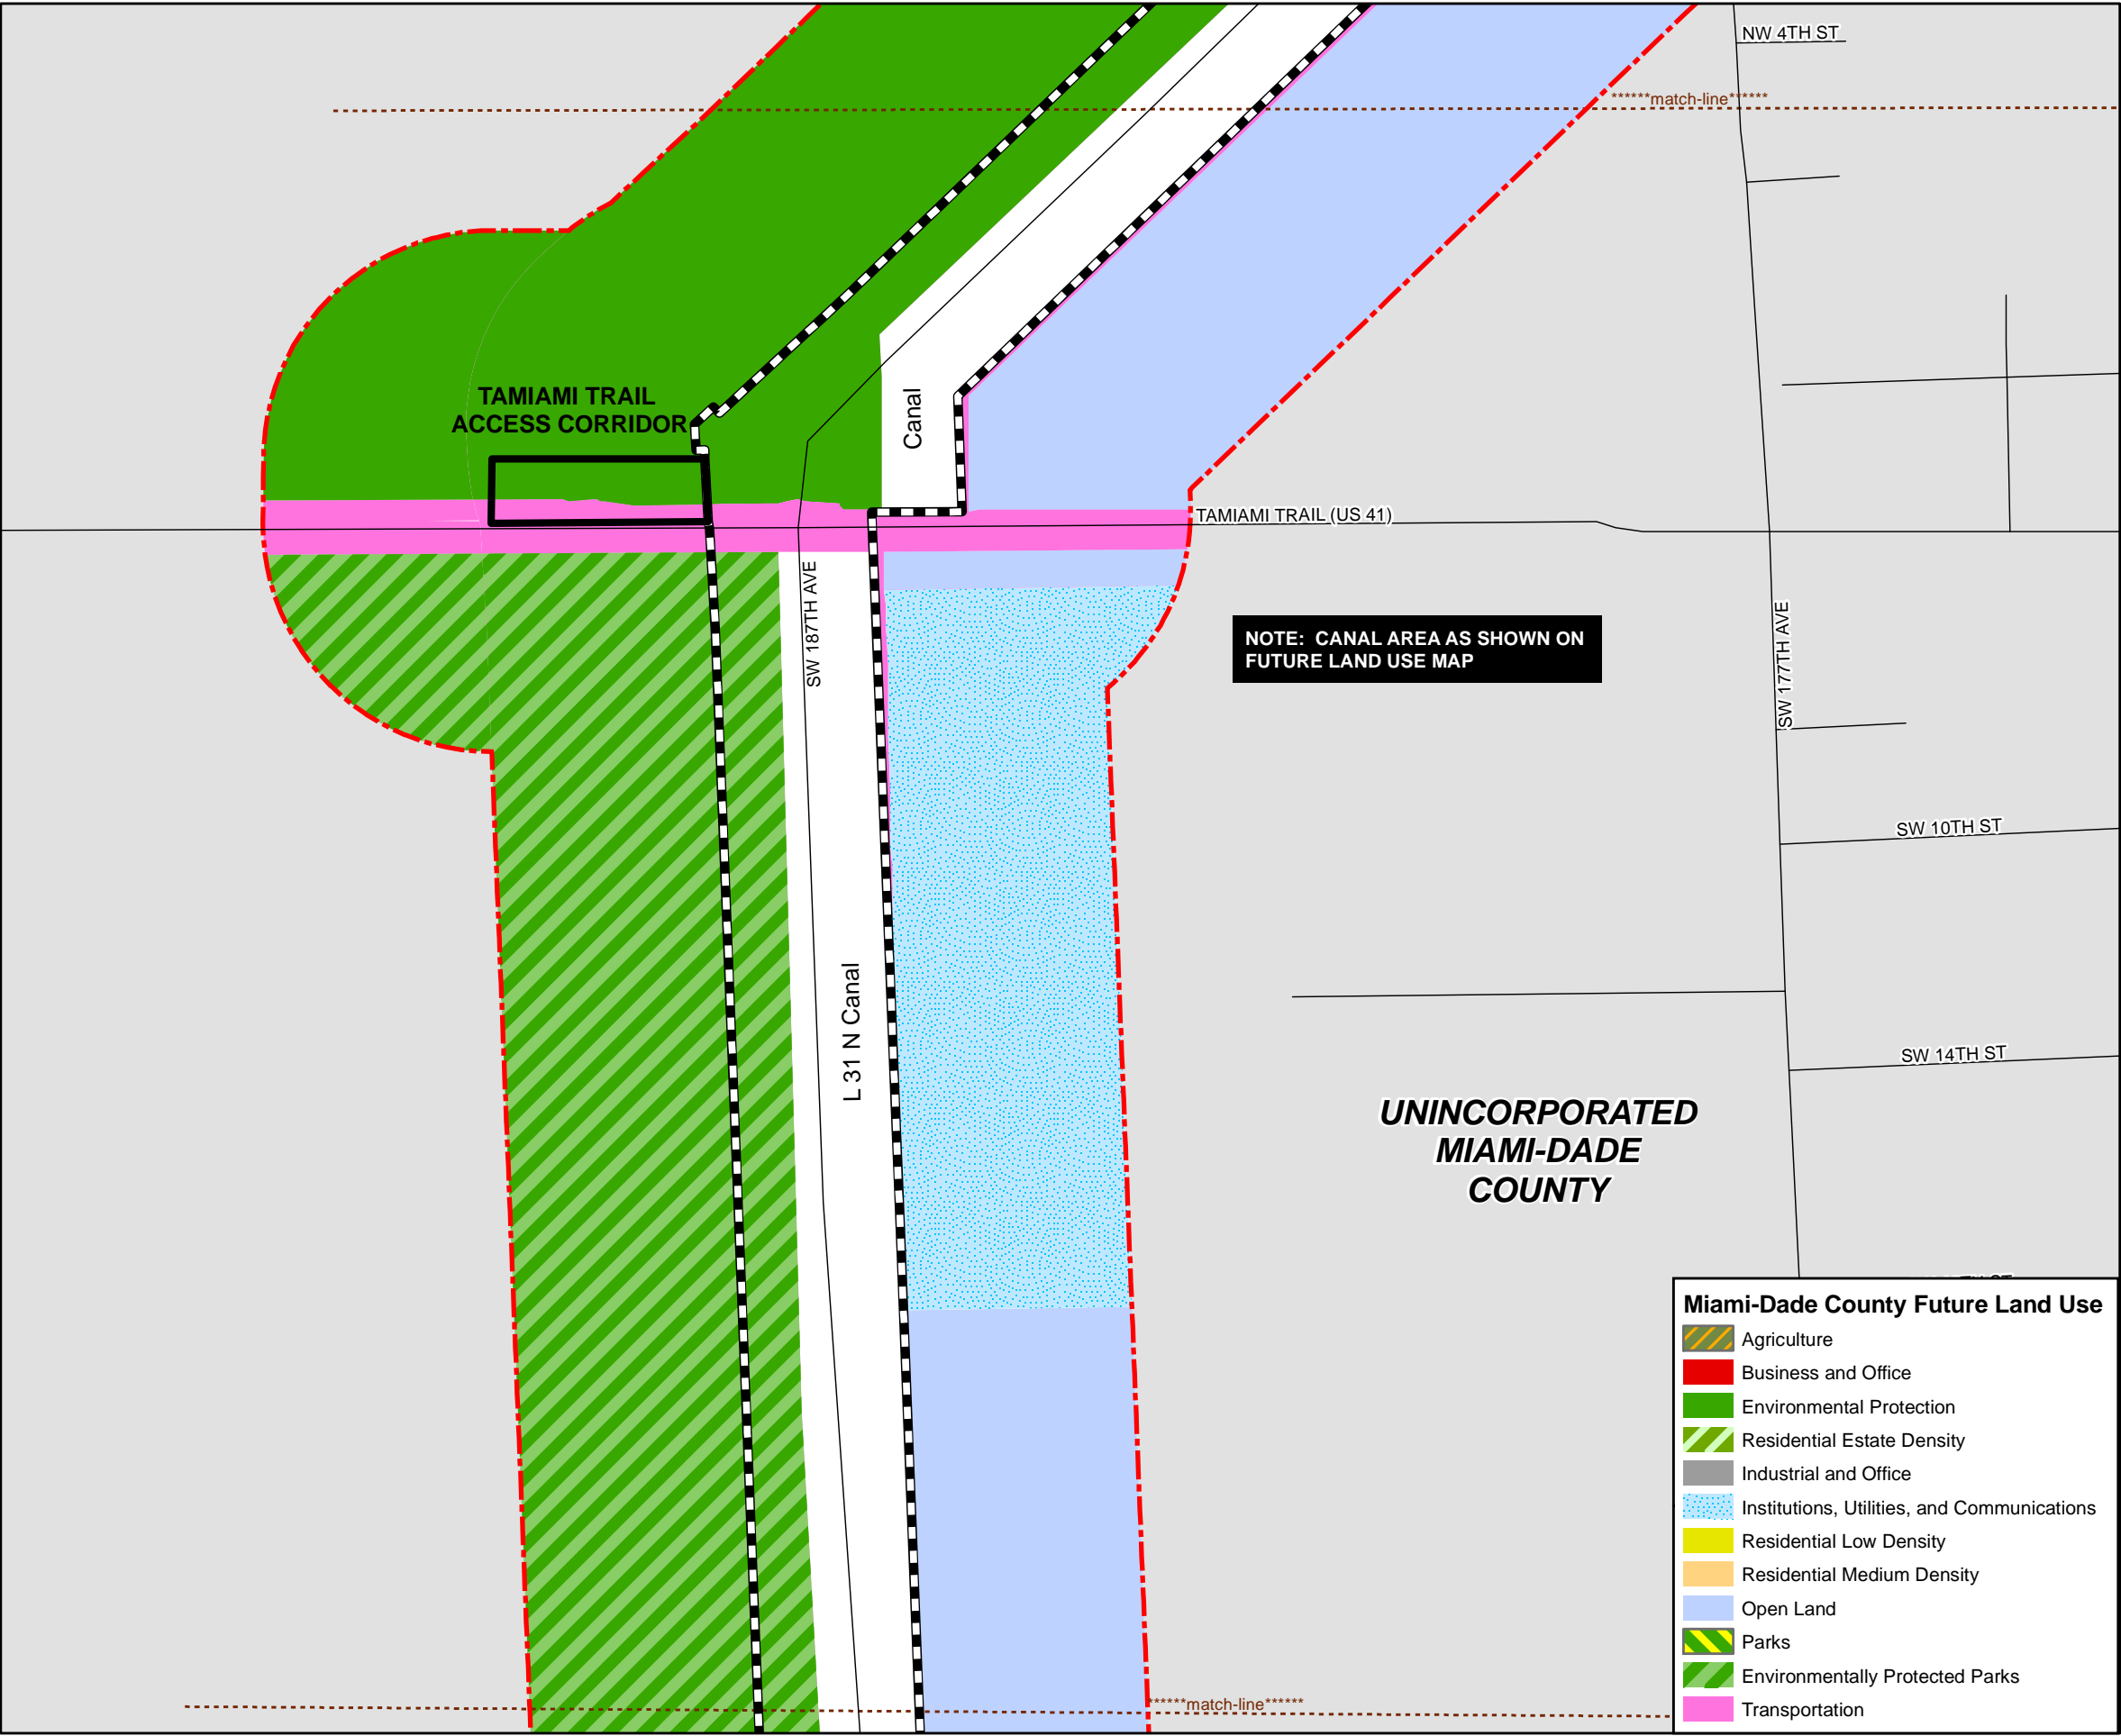 NW 4TH ST
******match-line******
TAMIAMI TRAIL
ACCESS CORRIDOR
Canal
TAMIAMI TRAIL (US 41)
SW 187TH AVE
NOTE: CANAL AREA AS SHOWN ON
FUTURE LAND USE MAP
SW 177TH AVE
SW 10TH ST
L 31 N Canal
SW 14TH ST
UNINCORPORATED
MIAMI-DADE
COUNTY
Miami-Dade County Future Land Use
Agriculture
Business and Office
Environmental Protection
Residential Estate Density
Industrial and Office
Institutions, Utilities, and Communications
Residential Low Density
Residential Medium Density
Open Land
Parks
Environmentally Protected Parks
Transportation
******match-line******